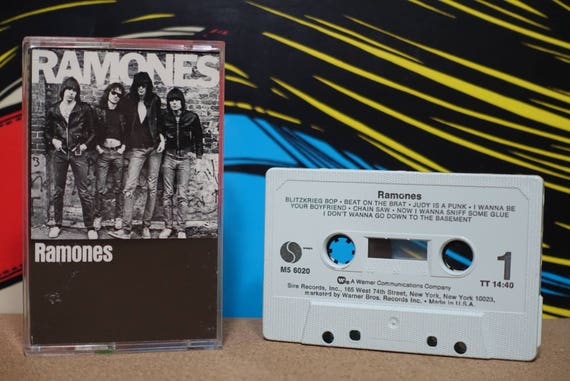 RAMONES
Ramones
Ramones
BLITZKRIEG BOP • BEAT ON THE BRAT • JUDY IS A PUNK • I WANNA BE
YOUR BOYFRIEND • CHAIN SAW • NOW I WANNA SNIFF SOME GLUE
I DON'T WANNA GO DOWN TO THE BASEMENT
M5 6020
1
TT 14:40
A Warner Communications Company
Sire Records, Inc., 165 West 74th Street, New York, New York 10023,
marketed by Warner Bros. Records Inc. • Made in U.S.A.